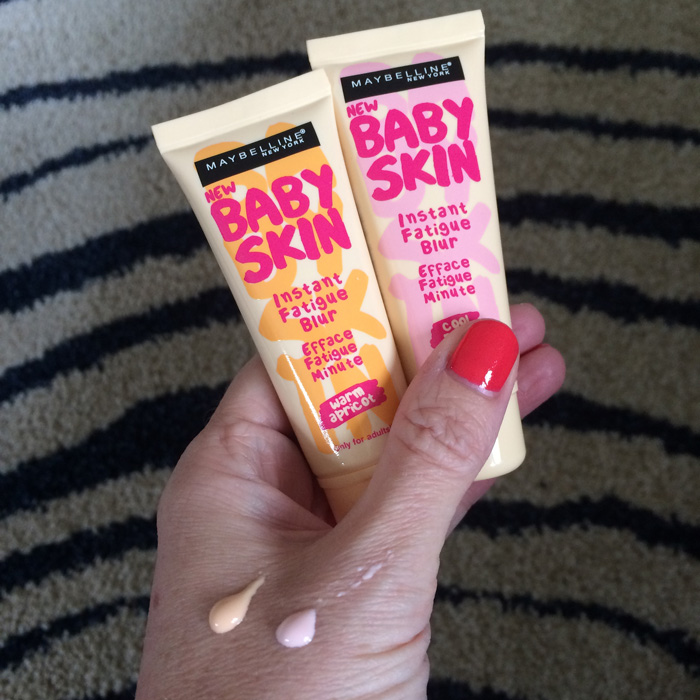 MAYBELLINE®
NEW YORK
NEW
BABY
SKIN
Instant
Fatigue
Blur
Efface
Fatigue
Minute
warm
apricot
Only for adults
MAYBELLINE®
NEW YORK
NEW
BABY
SKIN
Instant
Fatigue
Blur
Efface
Fatigue
Minute
cool